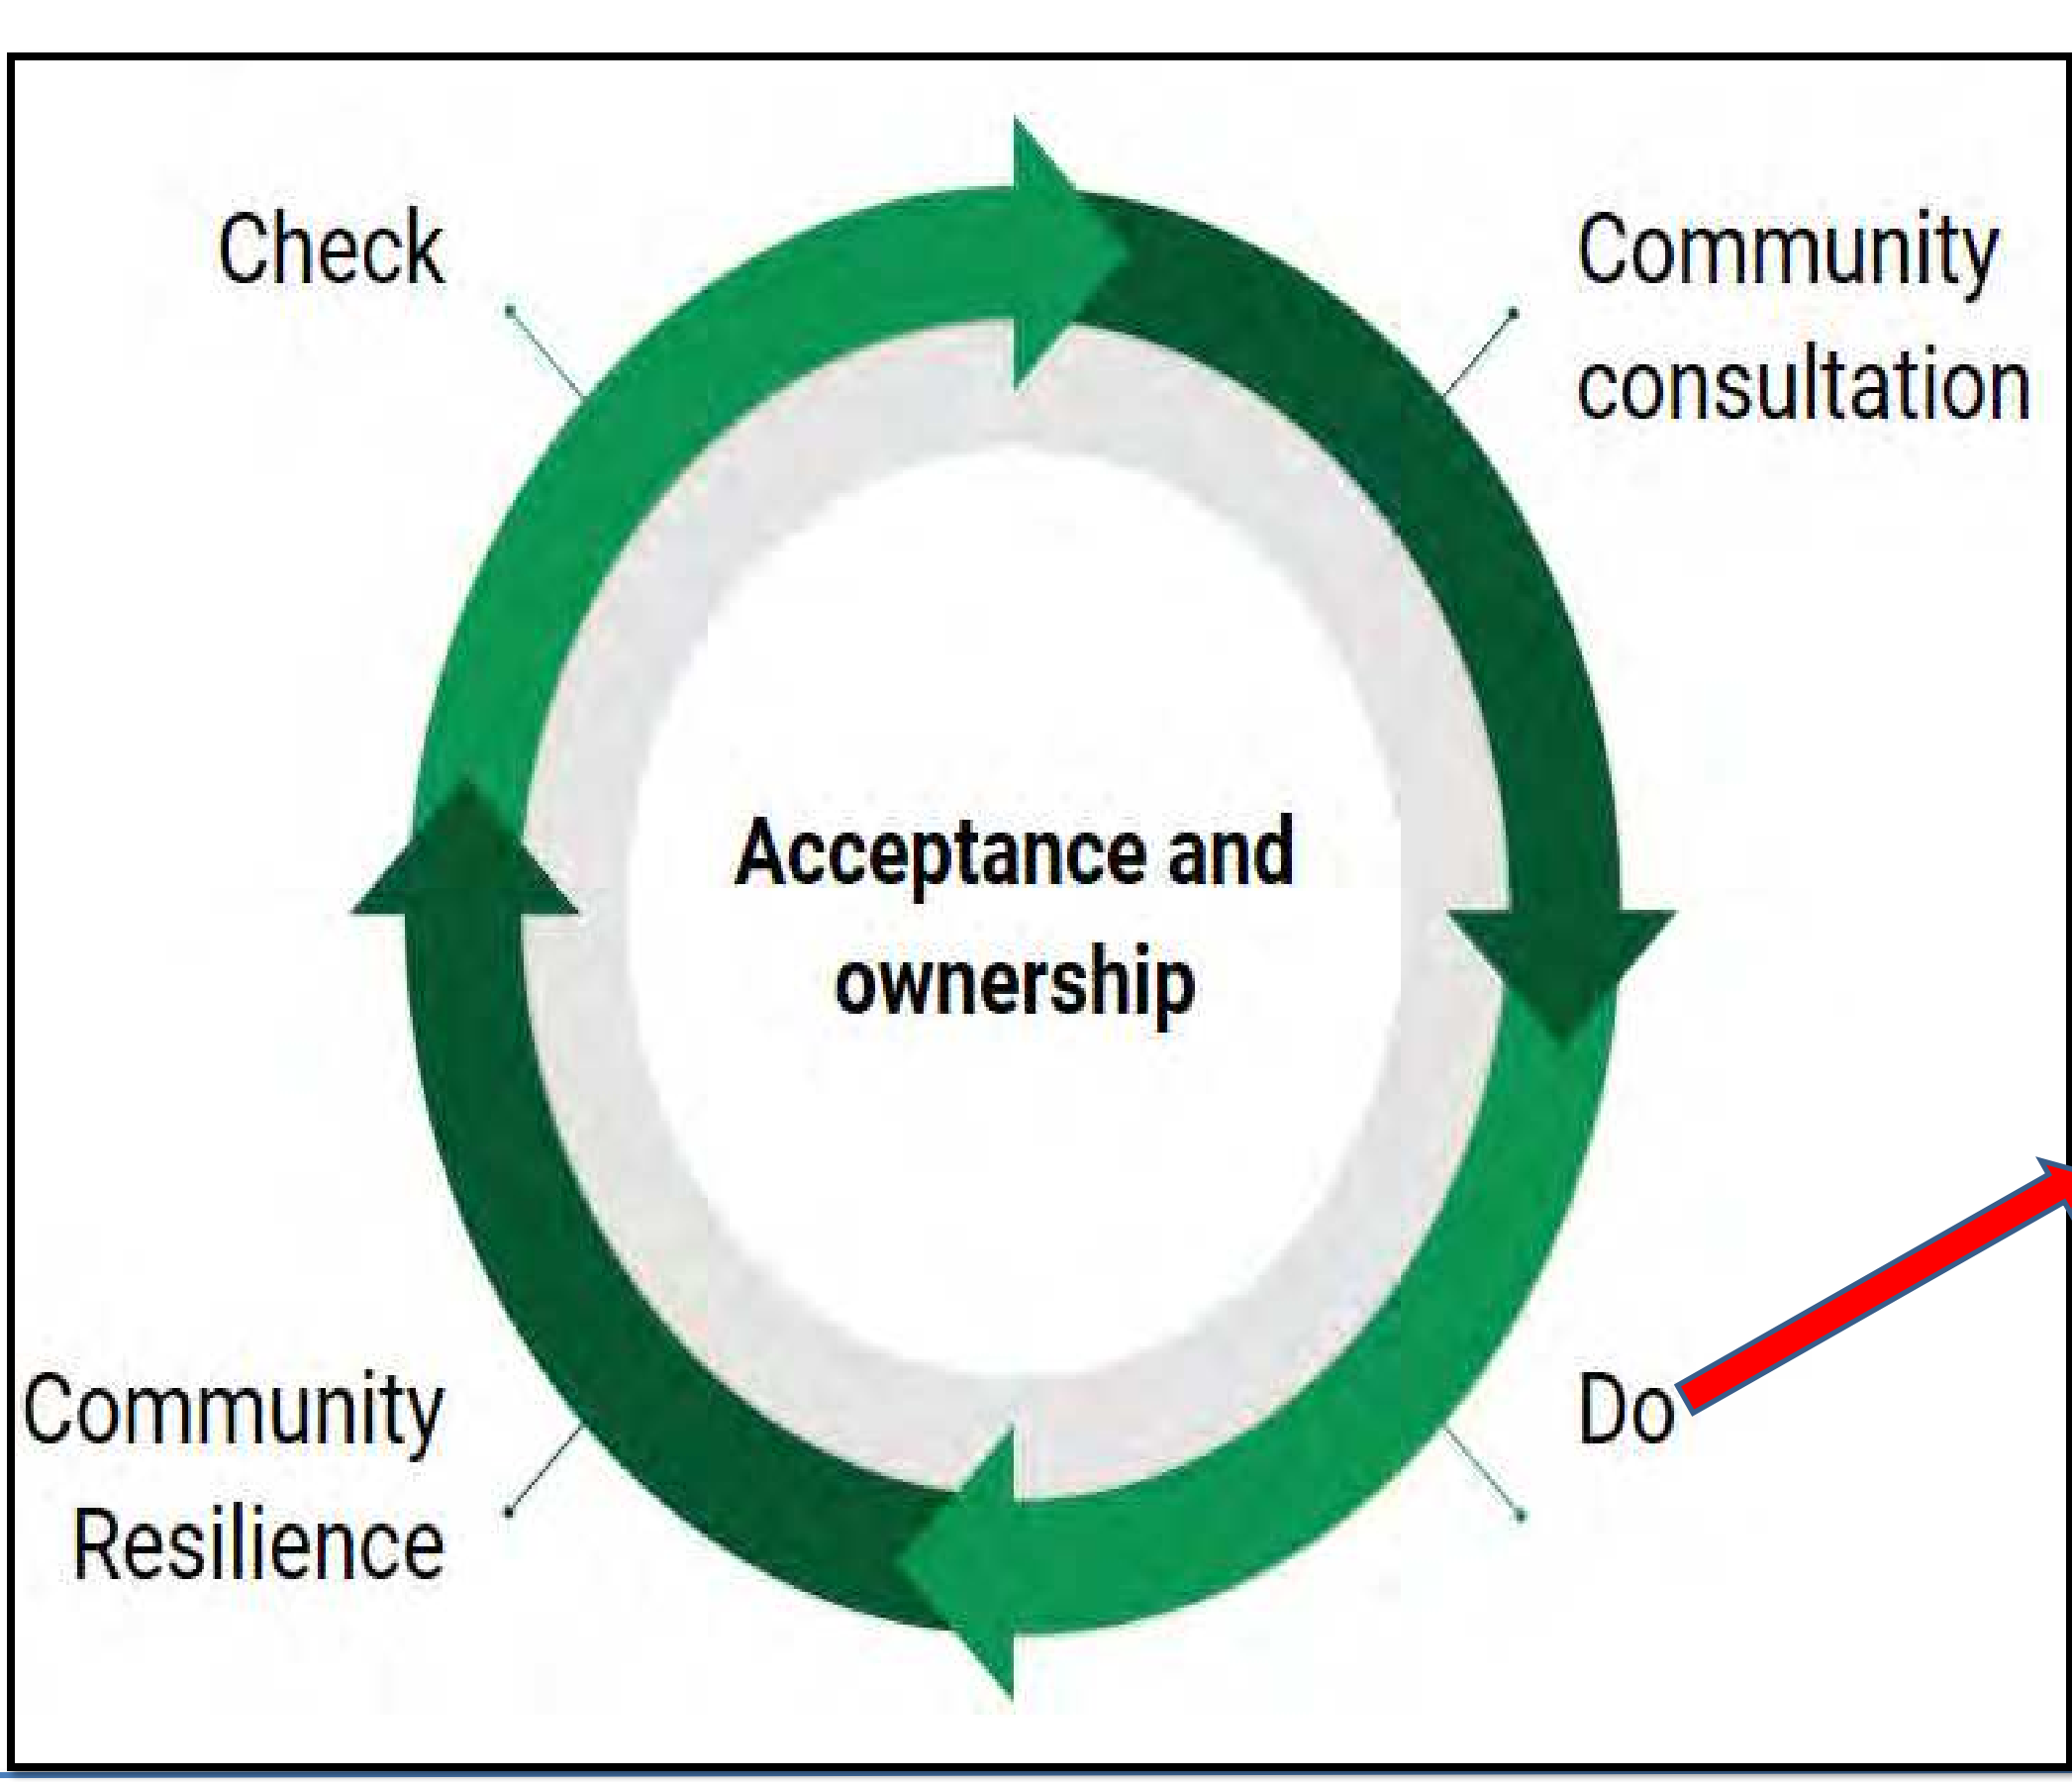 Check
Community
consultation
Acceptance and
ownership
Community
Resilience
Do